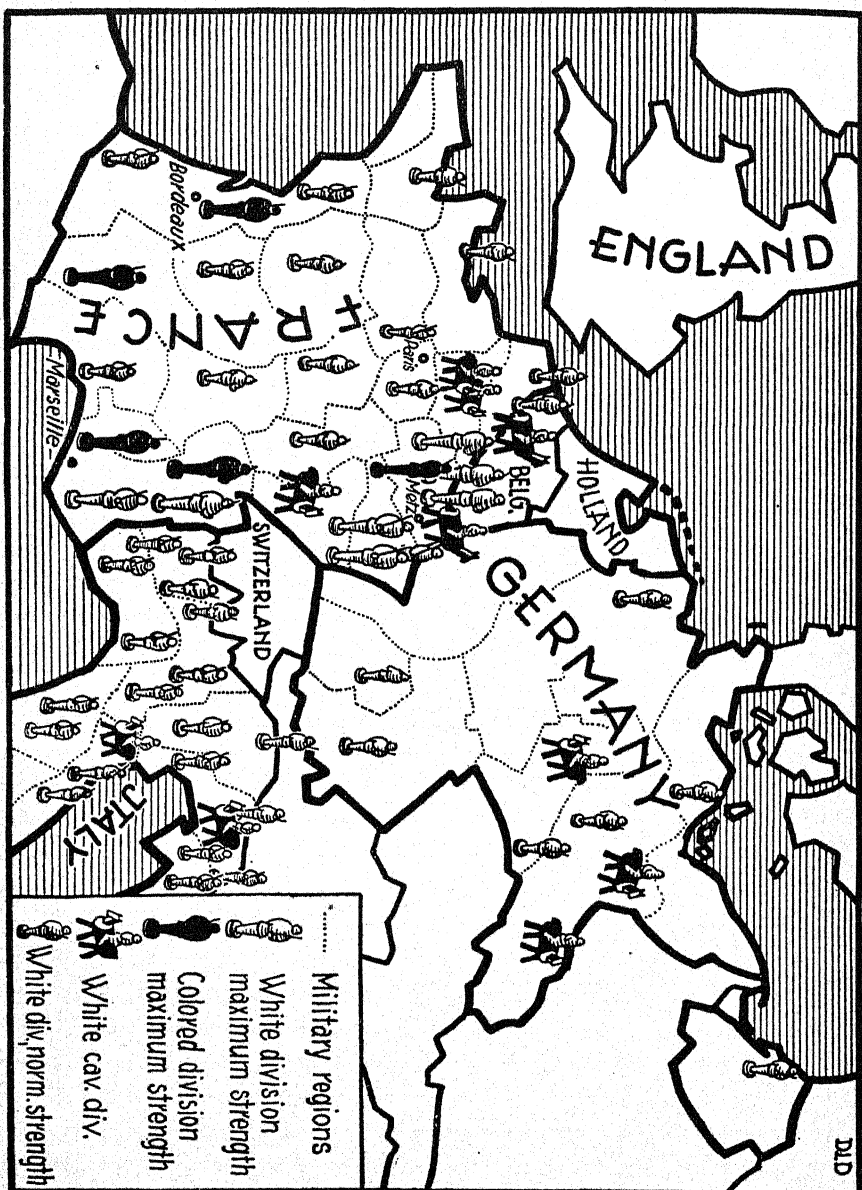 ENGLAND
HOLLAND
BELG.
GERMANY
FRANCE
Paris
Metz
Bordeaux
-Marseille-
SWITZERLAND
JTALY
Military regions
White division
maximum strength
Colored division
maximum strength
White cav. div.
White div, norm. strength
DLD